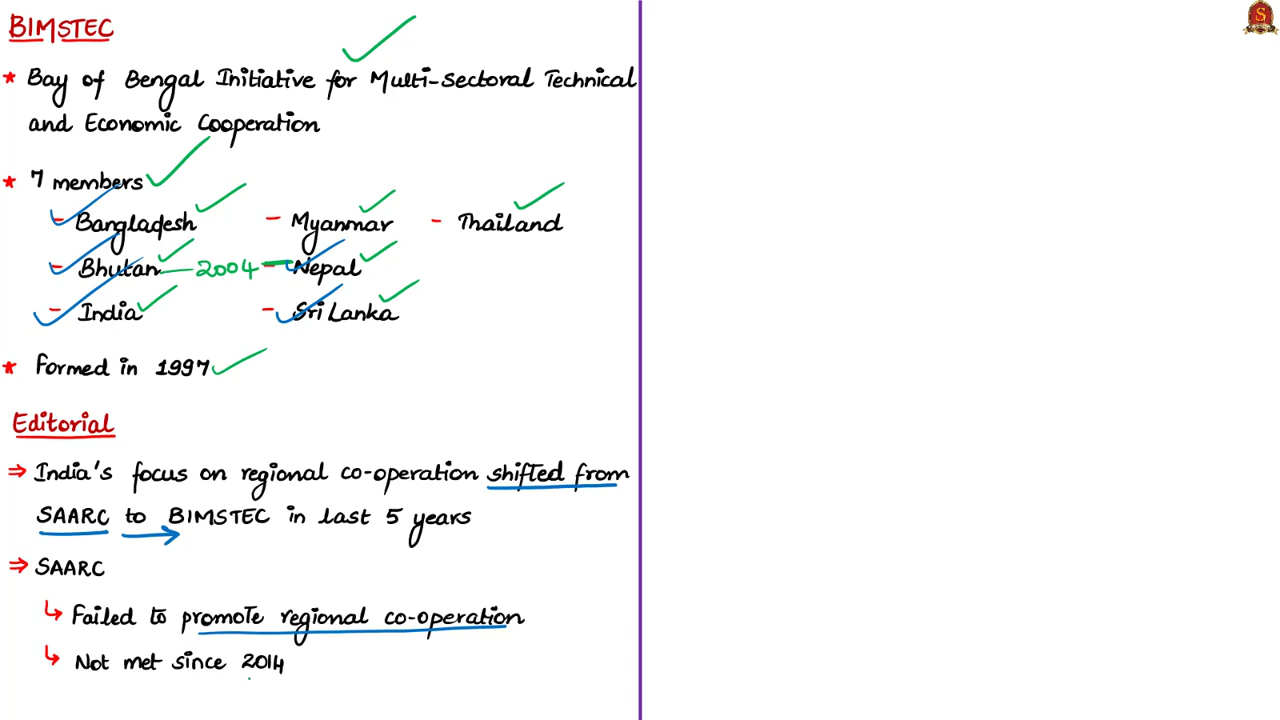 BIMSTEC
* Bay of Bengal Initiative for Multi-Sectoral Technical
and Economic Cooperation
* 7 members
- Bangladesh - Myanmar - Thailand
- Bhutan - 2004 - Nepal
- India - Sri Lanka
* Formed in 1997
Editorial
⇒ India's focus on regional co-operation shifted from
SAARC to BIMSTEC in last 5 years
⇒ SAARC
↳ Failed to promote regional co-operation
↳ Not met since 2014
S